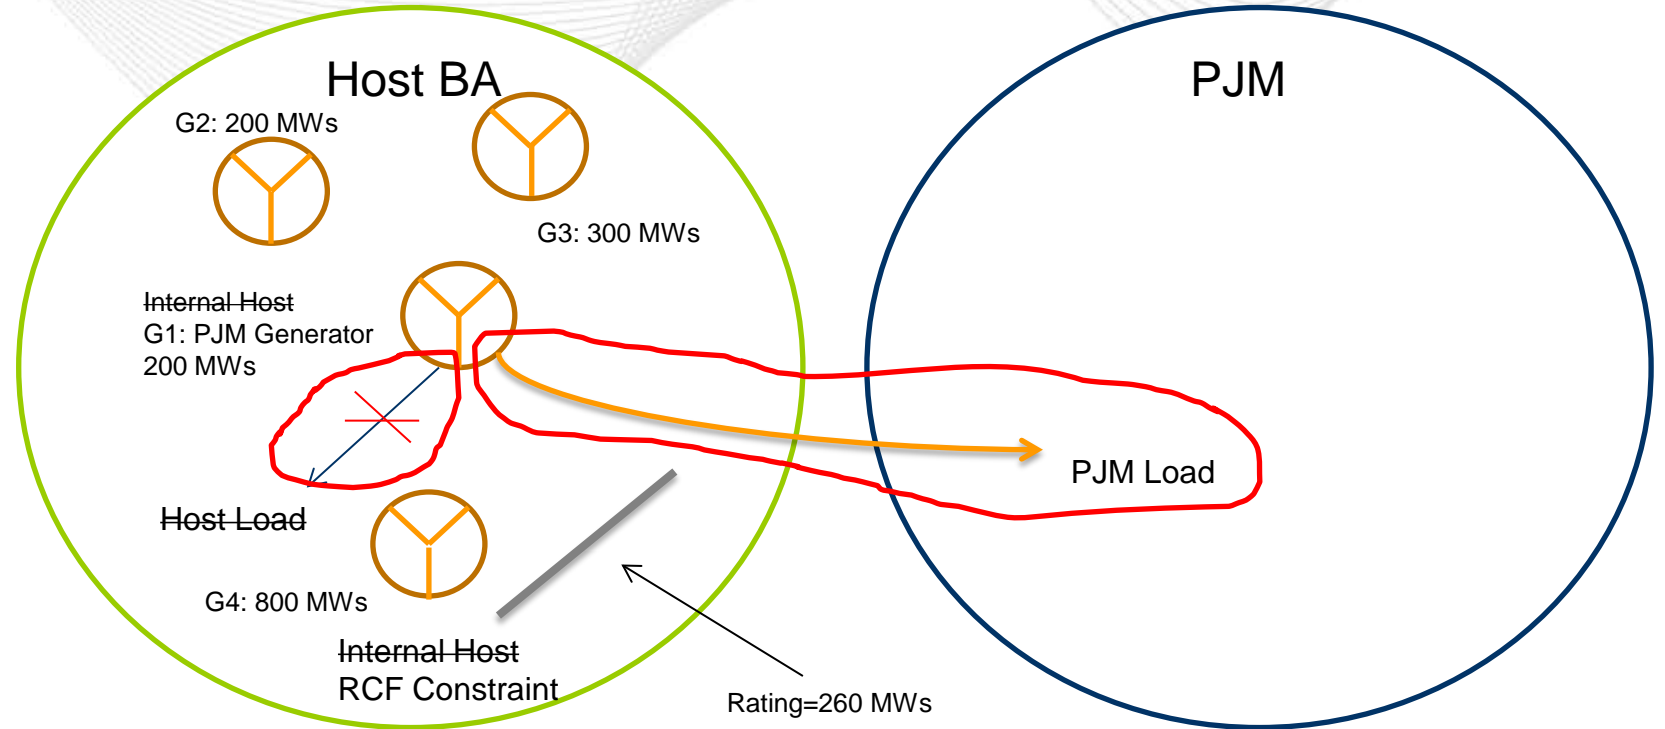 Host BA
PJM
G2: 200 MWs
G3: 300 MWs
Internal Host
G1: PJM Generator
200 MWs
PJM Load
Host Load
G4: 800 MWs
Internal Host
RCF Constraint
Rating=260 MWs